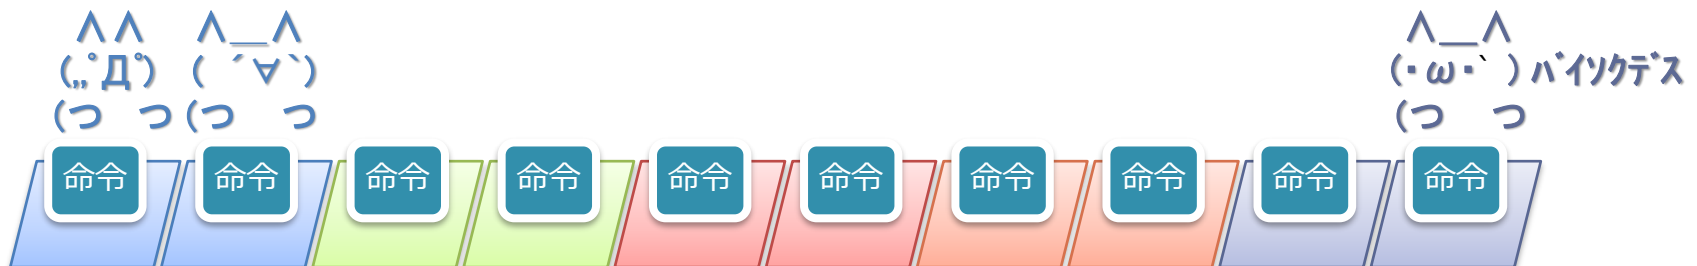 ∧∧ ∧＿∧ ∧＿∧
(,,ﾟДﾟ) ( ´∀`) (・ω・` ) ﾊﾞｲｿｸﾃﾞｽ
(つ つ (つ つ (つ つ
命令 命令 命令 命令 命令 命令 命令 命令 命令 命令